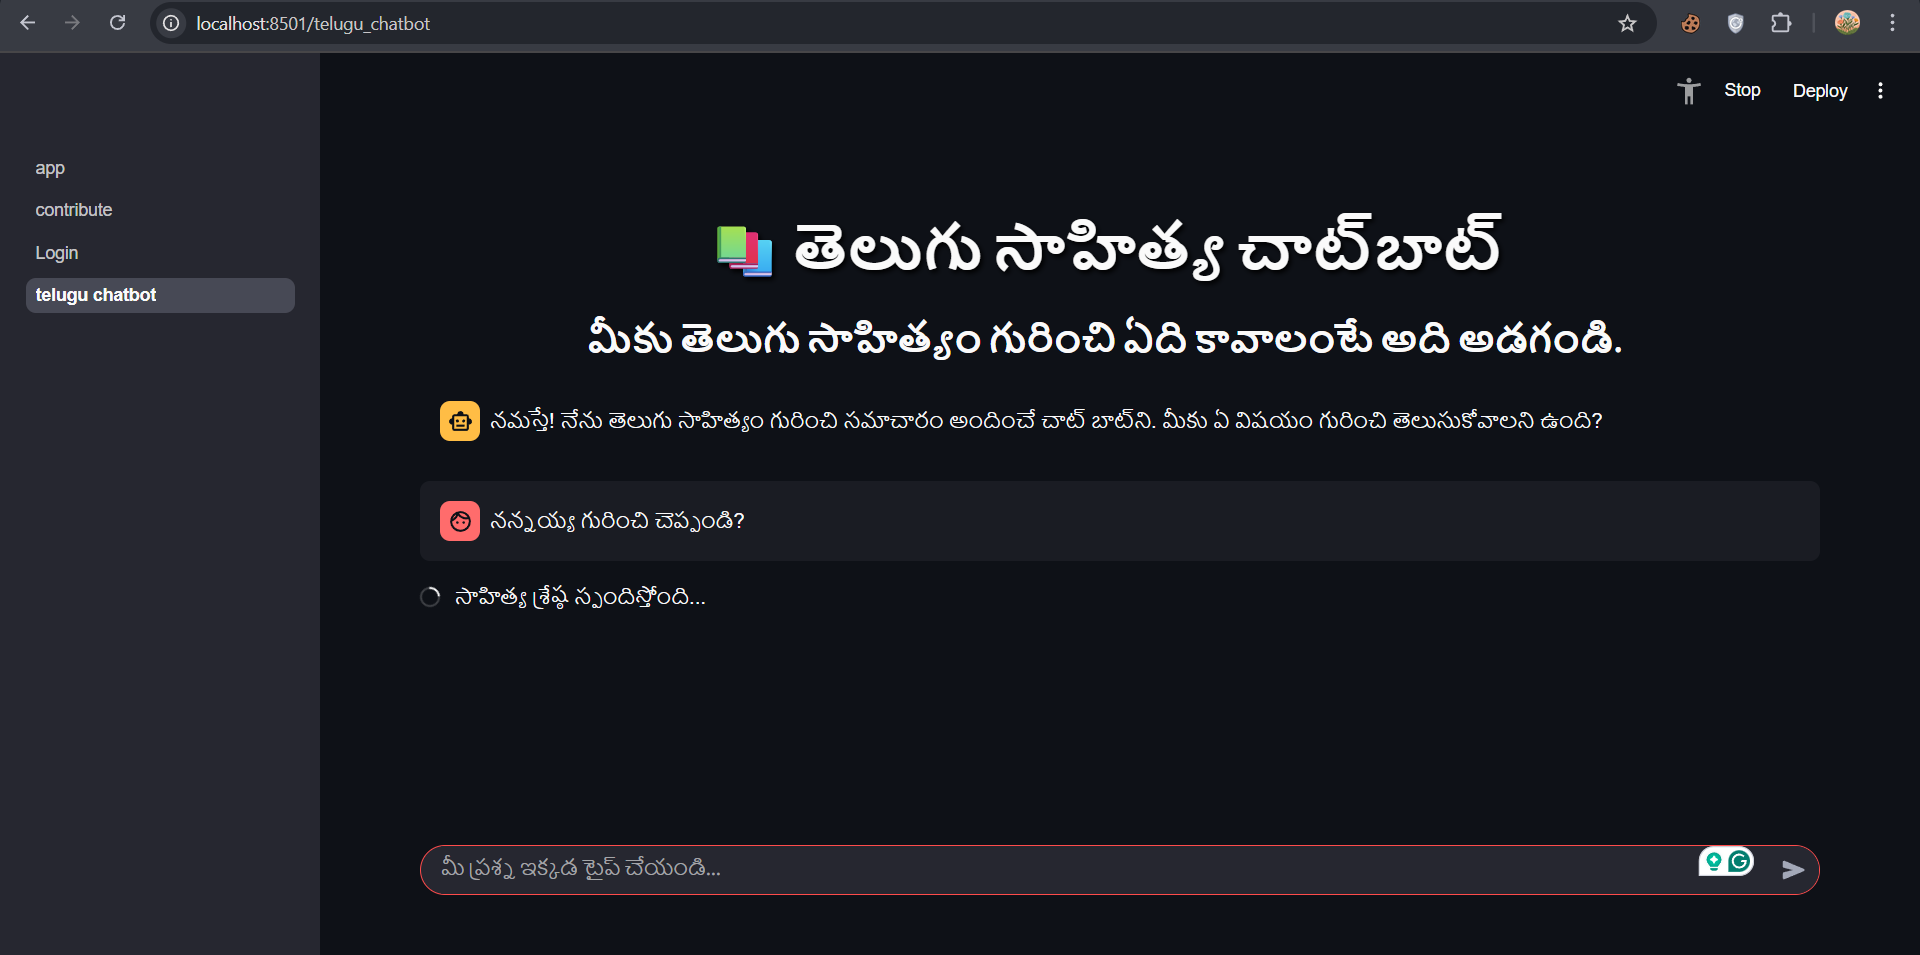 localhost:8501/telugu_chatbot
Stop Deploy
app
contribute
Login
telugu chatbot
తెలుగు సాహిత్య చాట్‌బాట్
మీకు తెలుగు సాహిత్యం గురించి ఏది కావాలంటే అది అడగండి.
నమస్తే! నేను తెలుగు సాహిత్యం గురించి సమాచారం అందించే చాట్ బాట్‌ని. మీకు ఏ విషయం గురించి తెలుసుకోవాలని ఉంది?
నన్నయ్య గురించి చెప్పండి?
సాహిత్య శ్రేష్ఠ స్పందిస్తోంది...
మీ ప్రశ్న ఇక్కడ టైప్ చేయండి...